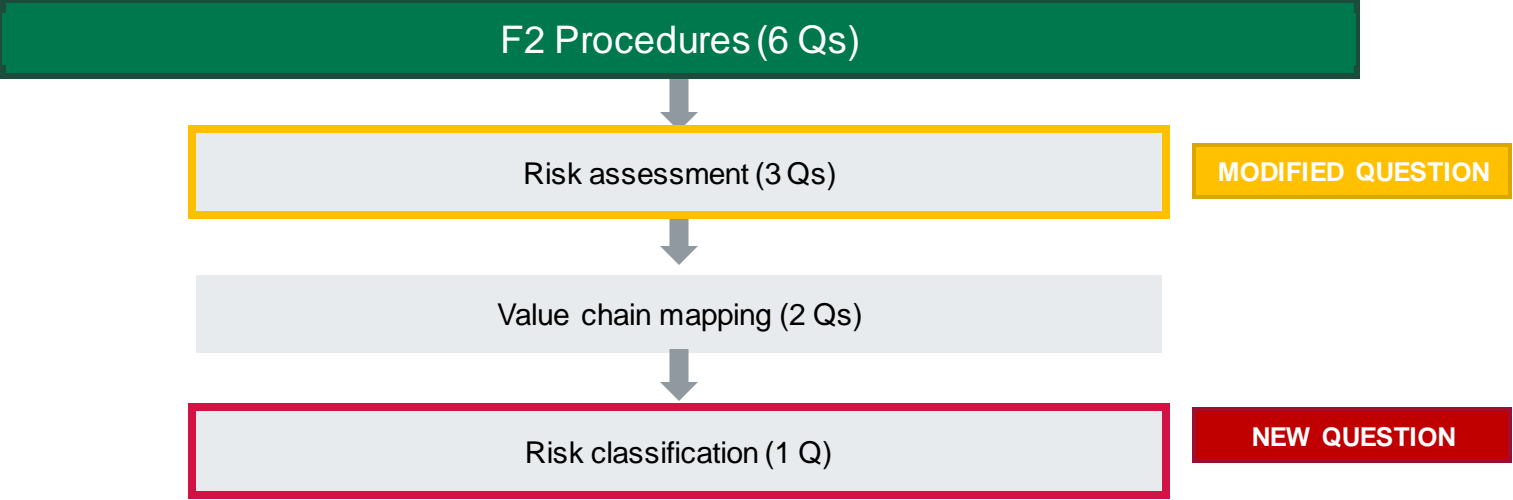 F2 Procedures (6 Qs)
Risk assessment (3 Qs)
MODIFIED QUESTION
Value chain mapping (2 Qs)
Risk classification (1 Q)
NEW QUESTION